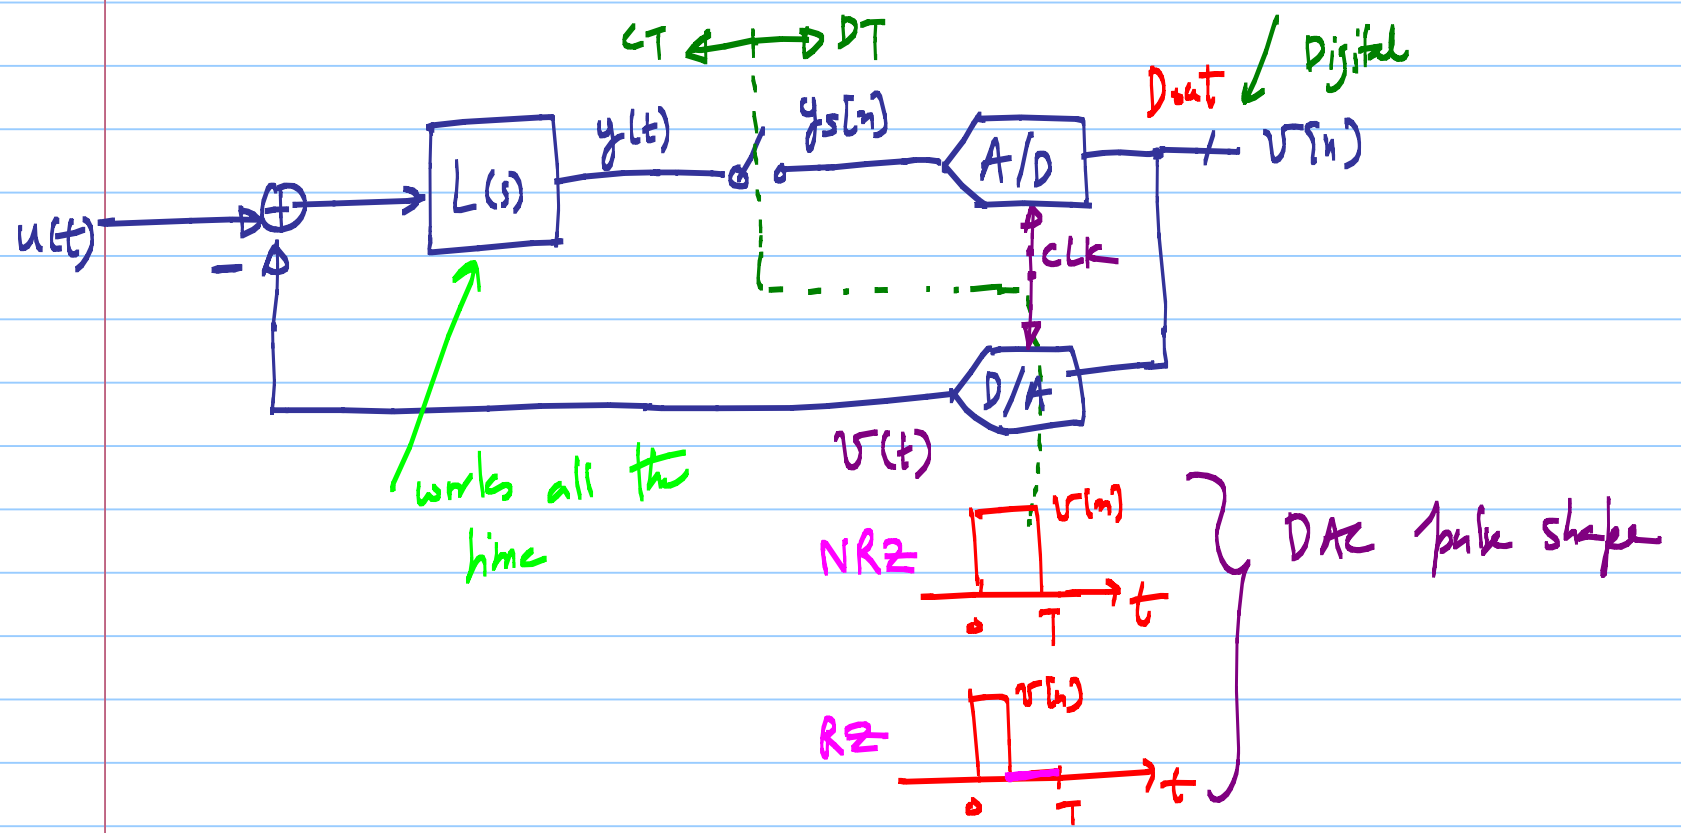 CT DT
Digital
Dout
y(t)
ys[n]
A/D
v[n]
L(s)
+
u(t)
−
CLK
D/A
v(t)
works all the
time
NRZ
v[n]
0 T t
DAC pulse shape
RZ
v[n]
0 T t